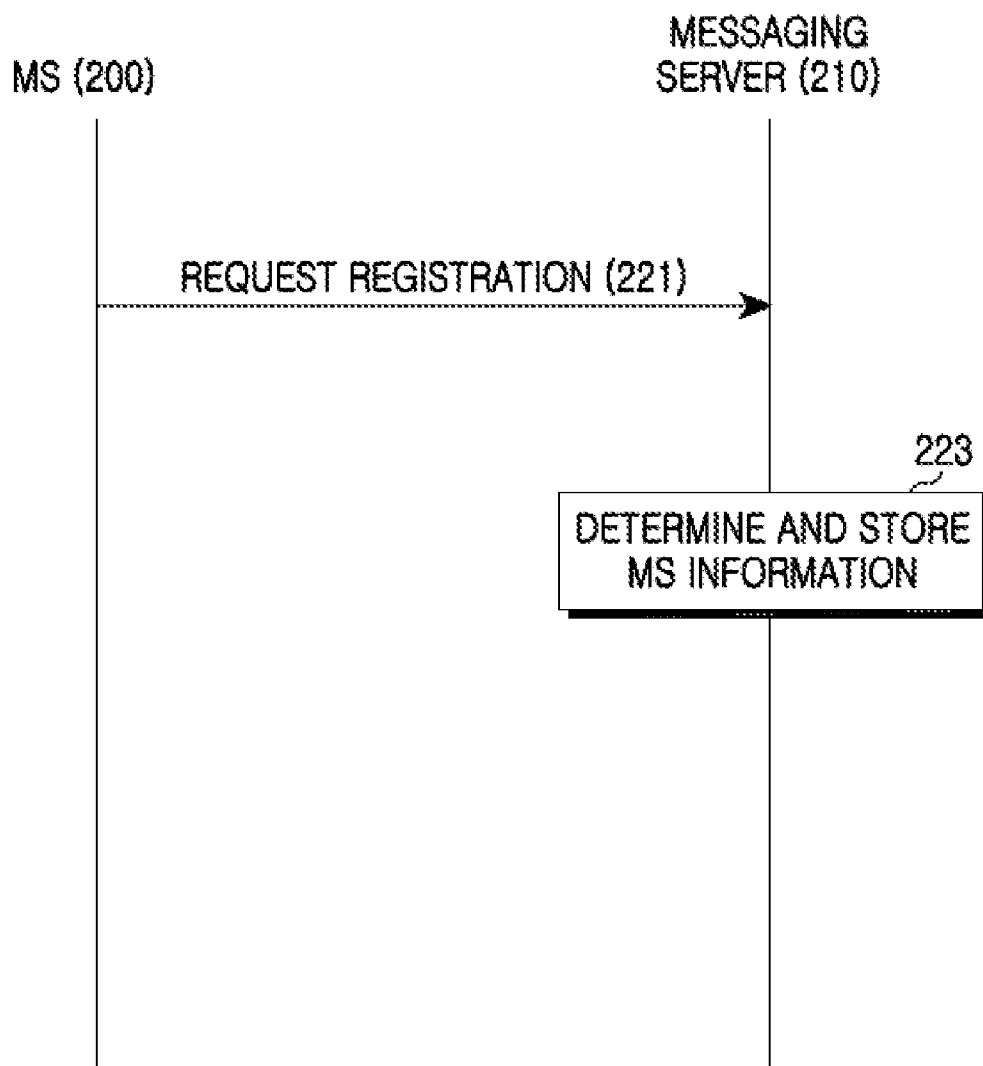 MS (200)
MESSAGING
SERVER (210)
REQUEST REGISTRATION (221)
223
DETERMINE AND STORE
MS INFORMATION